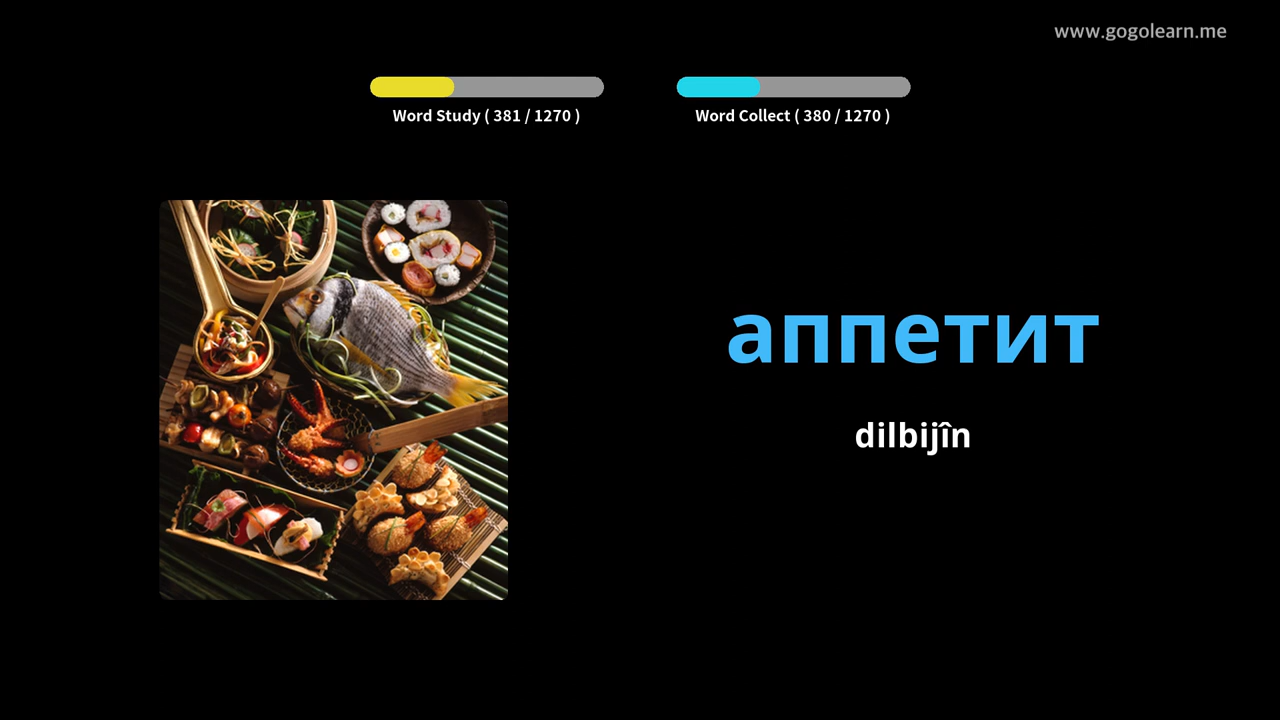 www.gogolearn.me
Word Study ( 381 / 1270 )
Word Collect ( 380 / 1270 )
аппетит
dilbijîn